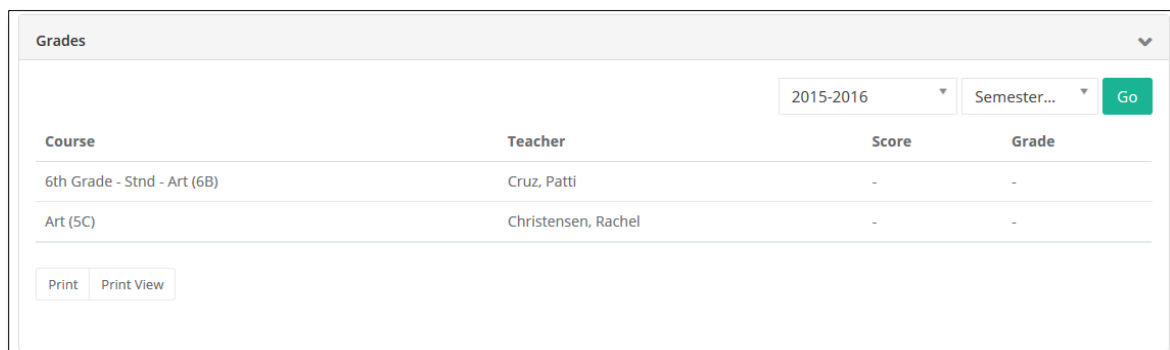 Grades
2015-2016 Semester... Go
Course Teacher Score Grade
6th Grade - Stnd - Art (6B) Cruz, Patti - -
Art (5C) Christensen, Rachel - -
Print Print View